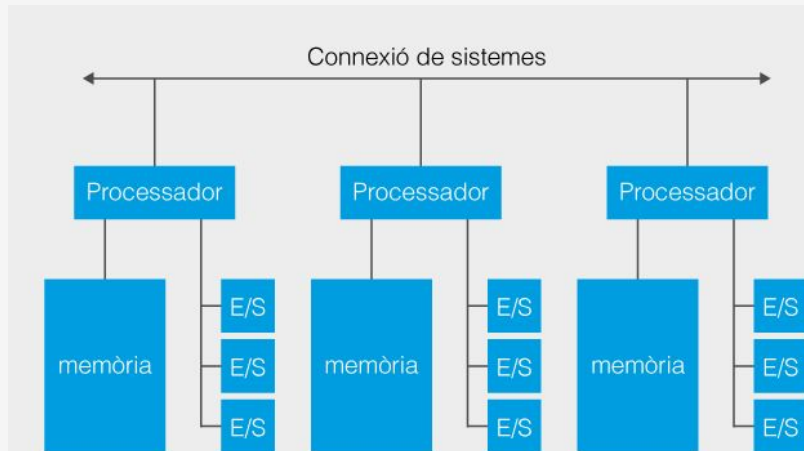 Connexió de sistemes
Processador
Processador
Processador
memòria
E/S
E/S
E/S
memòria
E/S
E/S
E/S
memòria
E/S
E/S
E/S